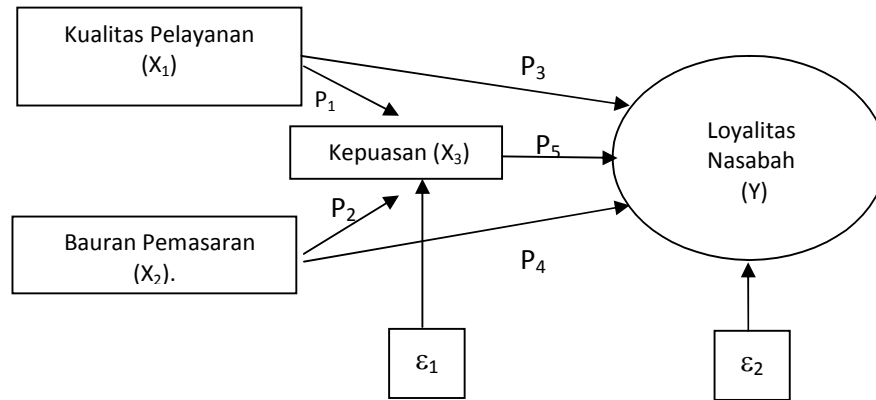 Kualitas Pelayanan
(X₁)
P₃
P₁
Loyalitas
Nasabah
(Y)
Kepuasan (X₃)
P₅
P₂
Bauran Pemasaran
(X₂).
P₄
ε₁
ε₂